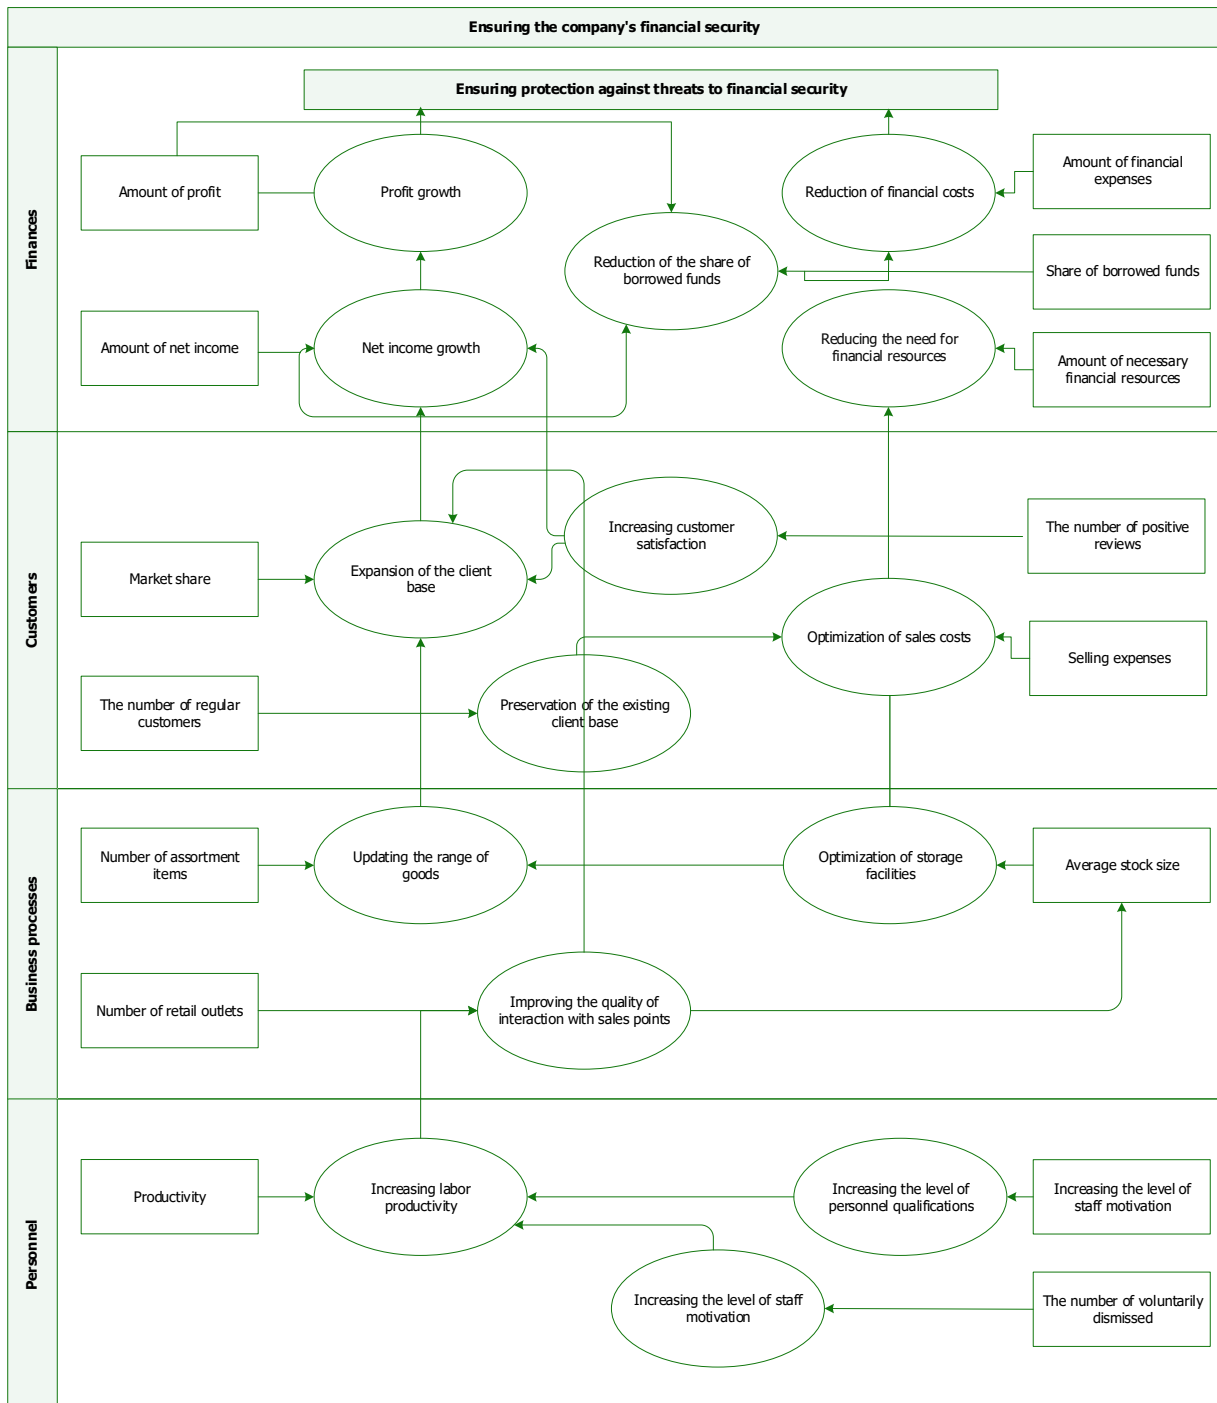 Ensuring the company's financial security
Finances
Ensuring protection against threats to financial security
Amount of profit
Profit growth
Reduction of financial costs
Amount of financial
expenses
Reduction of the share of
borrowed funds
Share of borrowed funds
Amount of net income
Net income growth
Reducing the need for
financial resources
Amount of necessary
financial resources
Customers
Increasing customer
satisfaction
The number of positive
reviews
Market share
Expansion of the client
base
Optimization of sales costs
Selling expenses
The number of regular
customers
Preservation of the existing
client base
Business processes
Number of assortment
items
Updating the range of
goods
Optimization of storage
facilities
Average stock size
Number of retail outlets
Improving the quality of
interaction with sales points
Personnel
Productivity
Increasing labor
productivity
Increasing the level of
personnel qualifications
Increasing the level of
staff motivation
Increasing the level of staff
motivation
The number of voluntarily
dismissed